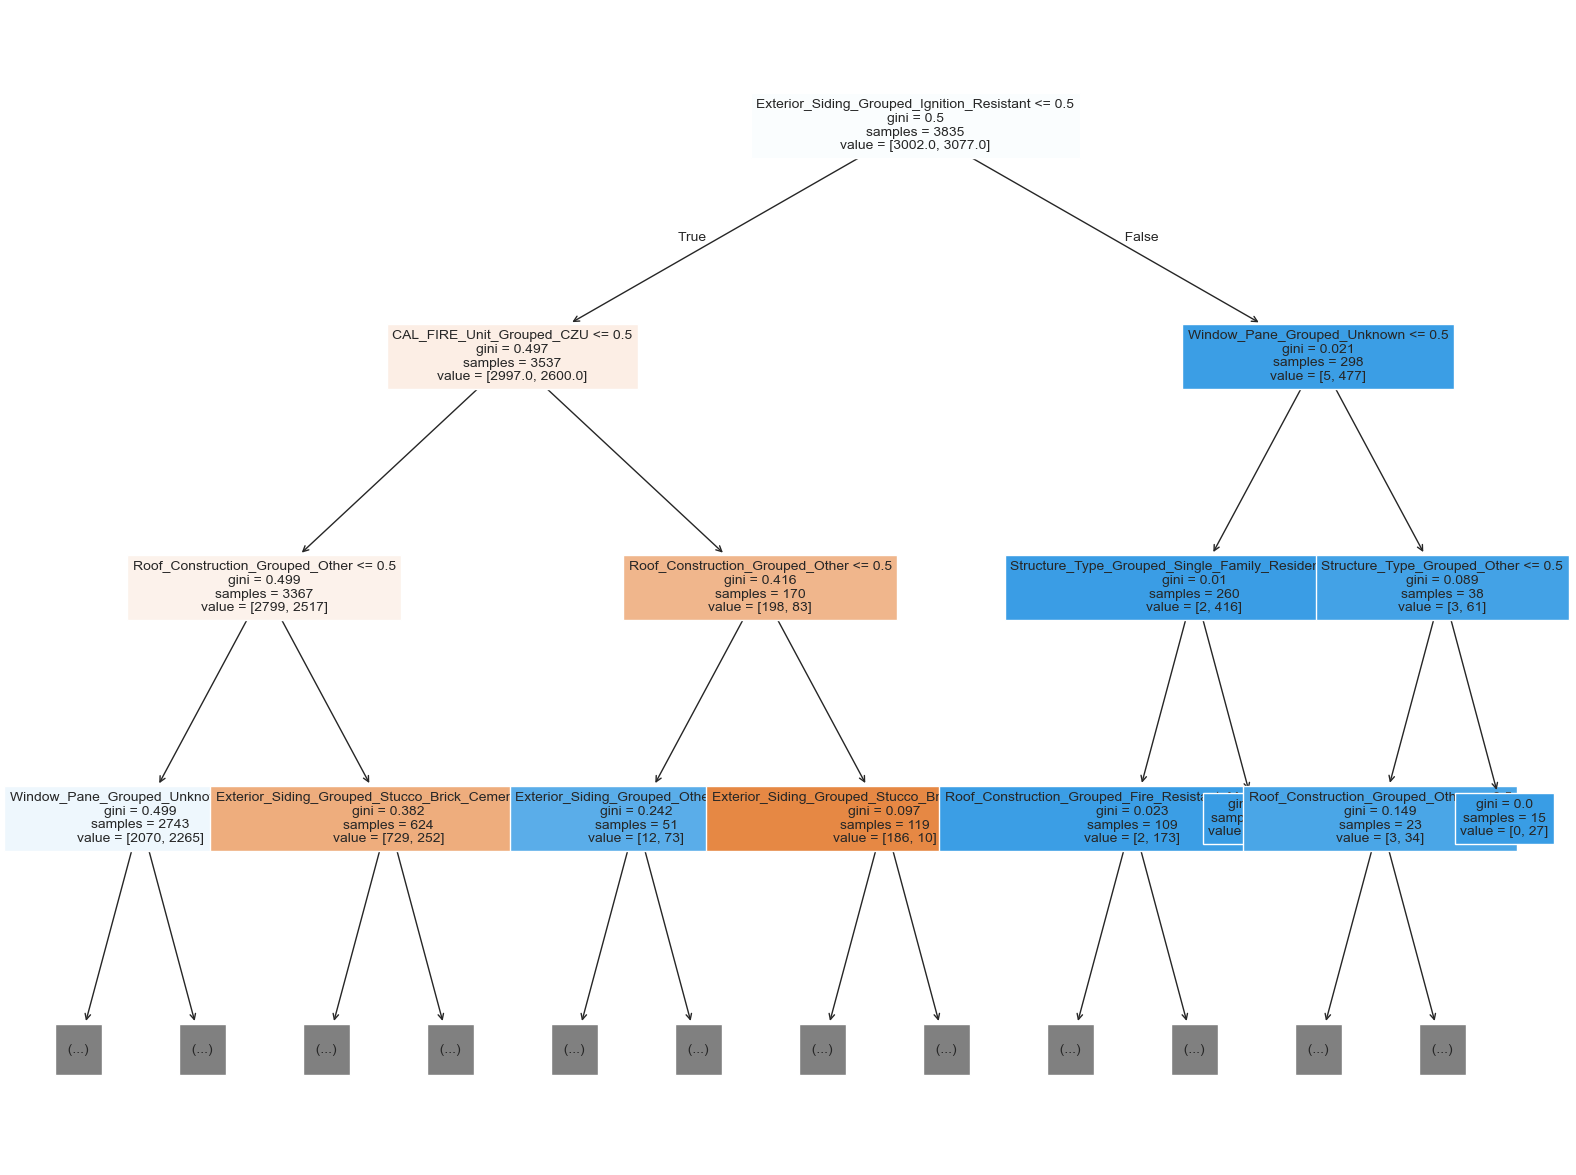 Exterior_Siding_Grouped_Ignition_Resistant <= 0.5
gini = 0.5
samples = 3835
value = [3002.0, 3077.0]
True
False
CAL_FIRE_Unit_Grouped_CZU <= 0.5
gini = 0.497
samples = 3537
value = [2997.0, 2600.0]
Window_Pane_Grouped_Unknown <= 0.5
gini = 0.021
samples = 298
value = [5, 477]
Roof_Construction_Grouped_Other <= 0.5
gini = 0.499
samples = 3367
value = [2799, 2517]
Roof_Construction_Grouped_Other <= 0.5
gini = 0.416
samples = 170
value = [198, 83]
Structure_Type_Grouped_Single_Family_Residen
gini = 0.01
samples = 260
value = [2, 416]
Structure_Type_Grouped_Other <= 0.5
gini = 0.089
samples = 38
value = [3, 61]
Window_Pane_Grouped_Unkno
gini = 0.499
samples = 2743
value = [2070, 2265]
Exterior_Siding_Grouped_Stucco_Brick_Cemen
gini = 0.382
samples = 624
value = [729, 252]
Exterior_Siding_Grouped_Othe
gini = 0.242
samples = 51
value = [12, 73]
Exterior_Siding_Grouped_Stucco_Br
gini = 0.097
samples = 119
value = [186, 10]
Roof_Construction_Grouped_Fire_Resista
gini = 0.023
samples = 109
value = [2, 173]
gin
samp
value
Roof_Construction_Grouped_Oth
gini = 0.149
samples = 23
value = [3, 34]
gini = 0.0
samples = 15
value = [0, 27]
(...)
(...)
(...)
(...)
(...)
(...)
(...)
(...)
(...)
(...)
(...)
(...)